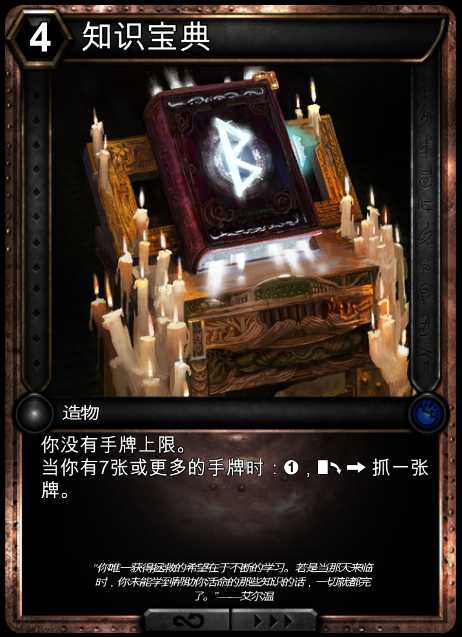 4 知识宝典
造物
你没有手牌上限。
当你有7张或更多的手牌时：❶，➡ 抓一张
牌。
"你唯一获得拯救的希望在于不断的学习。若是当那天来临
时，你未能学到帮助你活命的那些知识的话，一切就都完
了。"——艾尔温